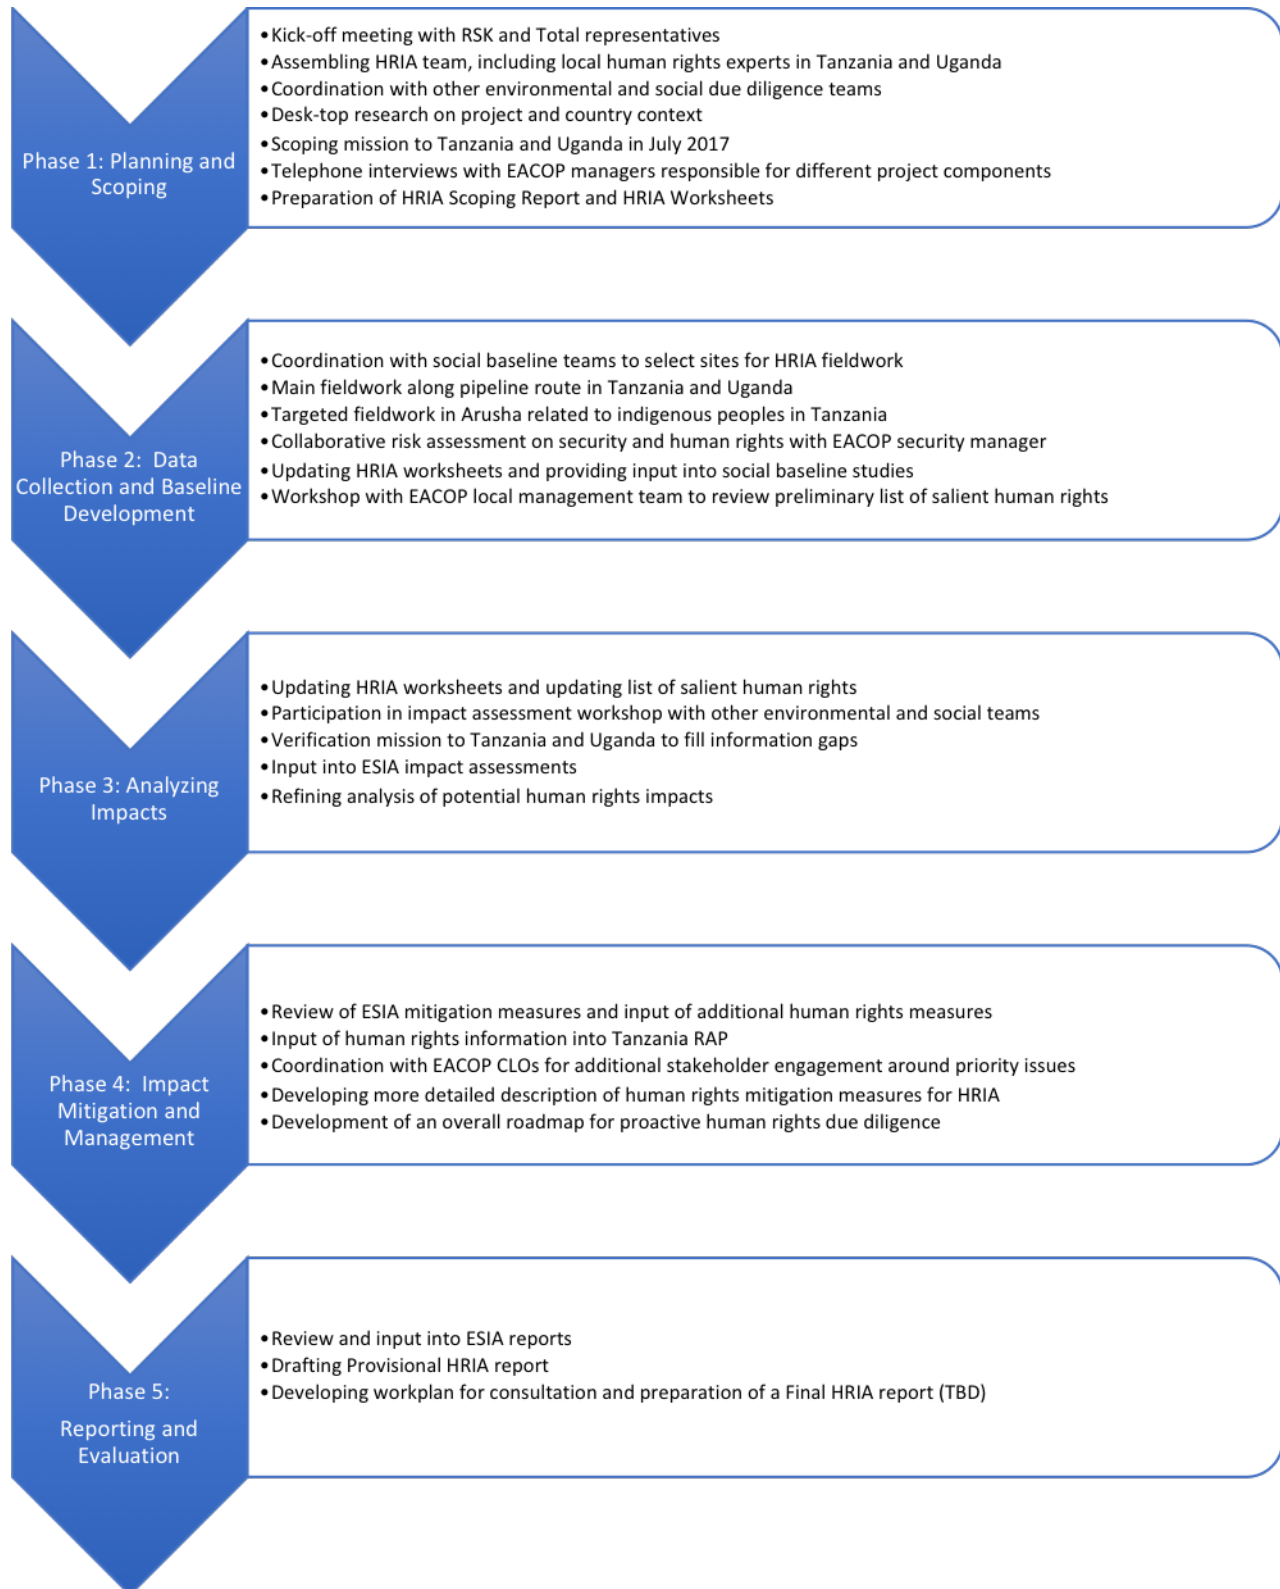 Phase 1: Planning and
Scoping
•Kick-off meeting with RSK and Total representatives
•Assembling HRIA team, including local human rights experts in Tanzania and Uganda
•Coordination with other environmental and social due diligence teams
•Desk-top research on project and country context
•Scoping mission to Tanzania and Uganda in July 2017
•Telephone interviews with EACOP managers responsible for different project components
•Preparation of HRIA Scoping Report and HRIA Worksheets
Phase 2: Data
Collection and Baseline
Development
•Coordination with social baseline teams to select sites for HRIA fieldwork
•Main fieldwork along pipeline route in Tanzania and Uganda
•Targeted fieldwork in Arusha related to indigenous peoples in Tanzania
•Collaborative risk assessment on security and human rights with EACOP security manager
•Updating HRIA worksheets and providing input into social baseline studies
•Workshop with EACOP local management team to review preliminary list of salient human rights
Phase 3: Analyzing
Impacts
•Updating HRIA worksheets and updating list of salient human rights
•Participation in impact assessment workshop with other environmental and social teams
•Verification mission to Tanzania and Uganda to fill information gaps
•Input into ESIA impact assessments
•Refining analysis of potential human rights impacts
Phase 4: Impact
Mitigation and
Management
•Review of ESIA mitigation measures and input of additional human rights measures
•Input of human rights information into Tanzania RAP
•Coordination with EACOP CLOs for additional stakeholder engagement around priority issues
•Developing more detailed description of human rights mitigation measures for HRIA
•Development of an overall roadmap for proactive human rights due diligence
Phase 5:
Reporting and
Evaluation
•Review and input into ESIA reports
•Drafting Provisional HRIA report
•Developing workplan for consultation and preparation of a Final HRIA report (TBD)